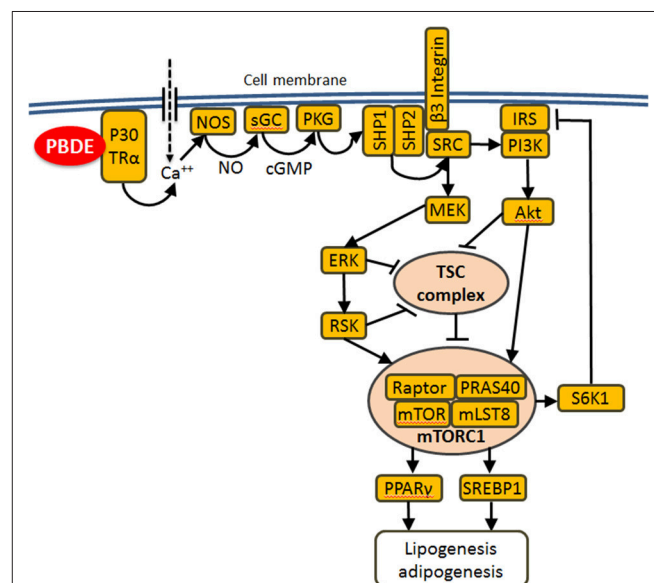 Cell membrane
PBDE
P30
TRα
Ca++
NOS
NO
sGC
cGMP
PKG
SHP1
SHP2
β3 Integrin
SRC
IRS
PI3K
MEK
Akt
ERK
TSC
complex
RSK
Raptor
PRAS40
mTOR
mLST8
mTORC1
S6K1
PPARγ
SREBP1
Lipogenesis
adipogenesis